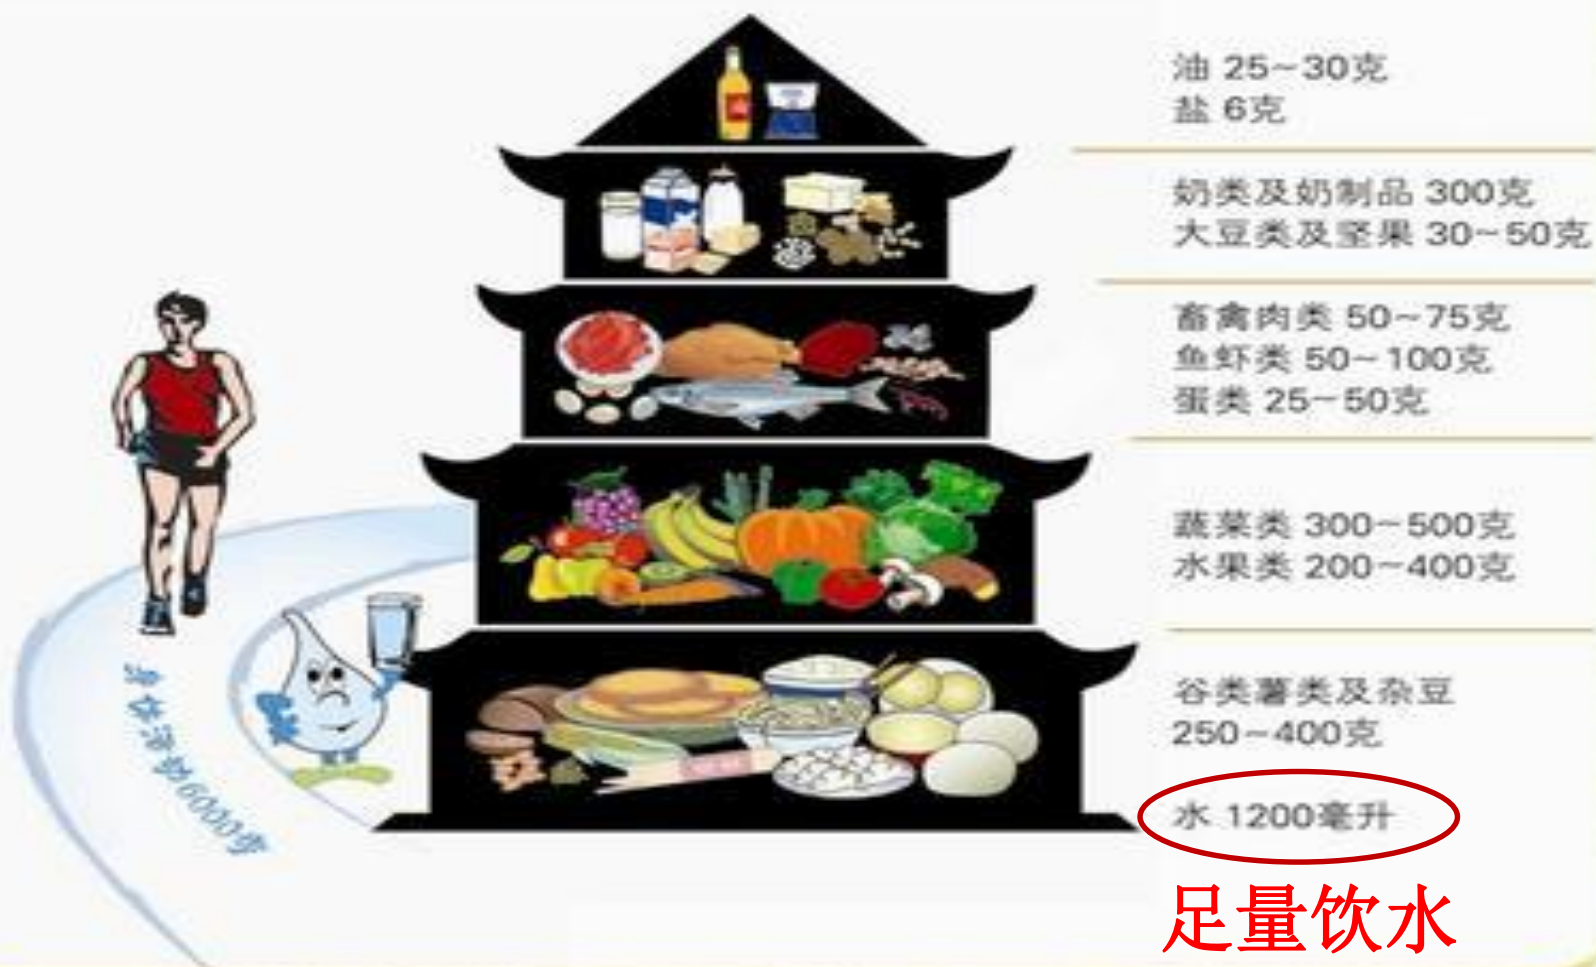 油 25~30克
盐 6克
奶类及奶制品 300克
大豆类及坚果 30~50克
畜禽肉类 50~75克
鱼虾类 50~100克
蛋类 25~50克
蔬菜类 300~500克
水果类 200~400克
谷类薯类及杂豆
250~400克
水 1200毫升
足量饮水
身体活动6000步